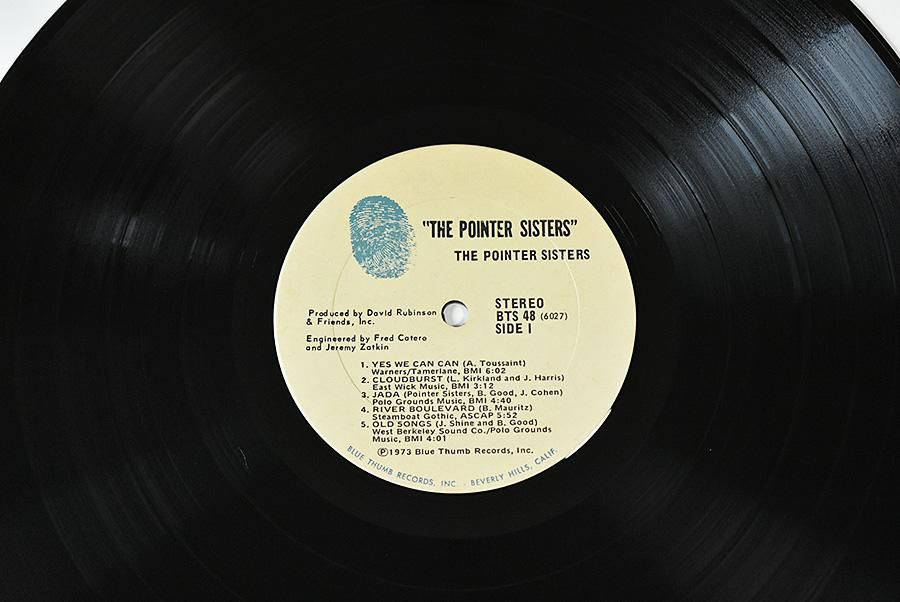 "THE POINTER SISTERS"
THE POINTER SISTERS
Produced by David Rubinson
& Friends, Inc.
Engineered by Fred Catero
and Jeremy Zatkin
STEREO
BTS 48 (6027)
SIDE I
1. YES WE CAN CAN (A. Toussaint)
Warners/Tamerlane, BMI 6:02
2. CLOUDBURST (L. Kirkland and J. Harris)
East Wick Music, BMI 3:12
3. JADA (Pointer Sisters, B. Good, J. Cohen)
Polo Grounds Music, BMI 4:40
4. RIVER BOULEVARD (B. Mauritz)
Steamboat Gothic, ASCAP 5:52
5. OLD SONGS (J. Shine and B. Good)
West Berkeley Sound Co./Polo Grounds
Music, BMI 4:01
Ⓟ1973 Blue Thumb Records, Inc.
BLUE THUMB RECORDS, INC. · BEVERLY HILLS, CALIF.